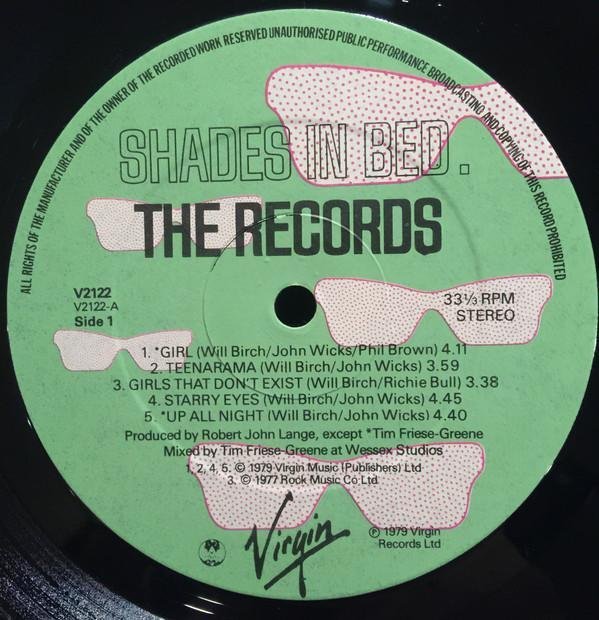 ALL RIGHTS OF THE MANUFACTURER AND OF THE OWNER OF THE RECORDED WORK RESERVED UNAUTHORISED PUBLIC PERFORMANCE BROADCASTING AND COPYING OF THIS RECORD PROHIBITED
SHADES IN BED.
THE RECORDS
V2122
V2122-A
Side 1
33⅓ RPM
STEREO
1. *GIRL (Will Birch/John Wicks/Phil Brown) 4.11
2. TEENARAMA (Will Birch/John Wicks) 3.59
3. GIRLS THAT DON'T EXIST (Will Birch/Richie Bull) 3.38
4. STARRY EYES (Will Birch/John Wicks) 4.45
5. *UP ALL NIGHT (Will Birch/John Wicks) 4.40
Produced by Robert John Lange, except *Tim Friese-Greene
Mixed by Tim Friese-Greene at Wessex Studios
1, 2, 4, 5. © 1979 Virgin Music (Publishers) Ltd
3. © 1977 Rock Music Co Ltd
Virgin
℗ 1979 Virgin
Records Ltd